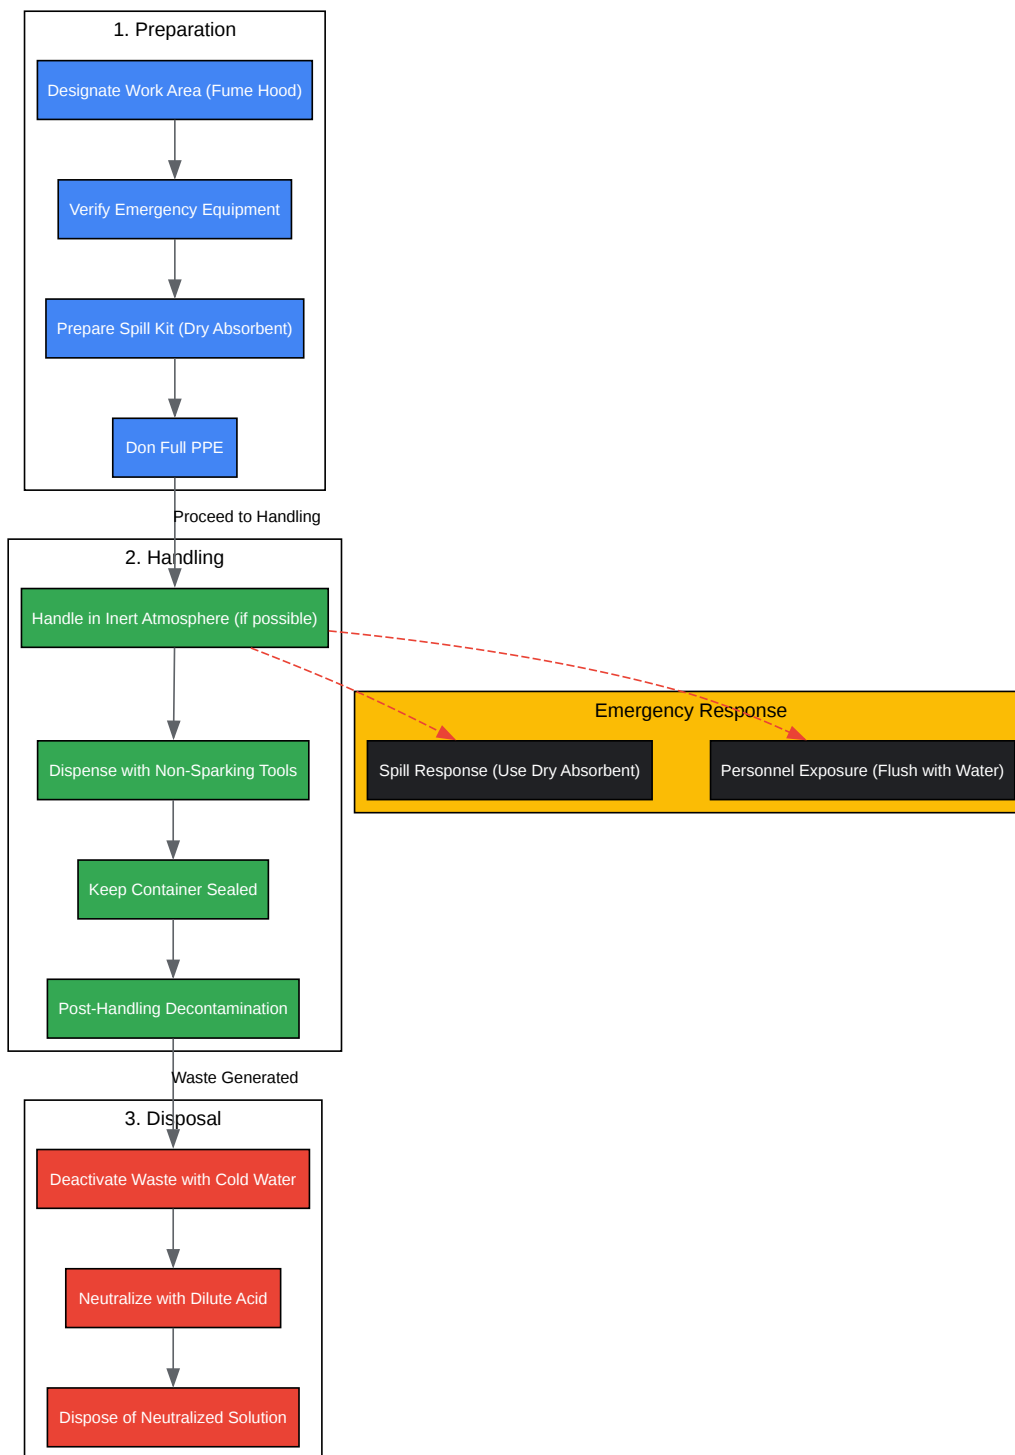 1. Preparation
Designate Work Area (Fume Hood)
Verify Emergency Equipment
Prepare Spill Kit (Dry Absorbent)
Don Full PPE
Proceed to Handling
2. Handling
Handle in Inert Atmosphere (if possible)
Emergency Response
Dispense with Non-Sparking Tools
Spill Response (Use Dry Absorbent)
Personnel Exposure (Flush with Water)
Keep Container Sealed
Post-Handling Decontamination
Waste Generated
3. Disposal
Deactivate Waste with Cold Water
Neutralize with Dilute Acid
Dispose of Neutralized Solution